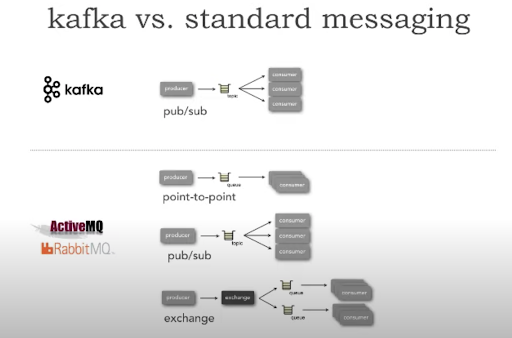 kafka vs. standard messaging
kafka
producer
topic
consumer
consumer
consumer
pub/sub
producer
queue
consumer
point-to-point
ActiveMQ
RabbitMQ
producer
topic
consumer
consumer
consumer
pub/sub
producer
exchange
queue
consumer
queue
consumer
exchange